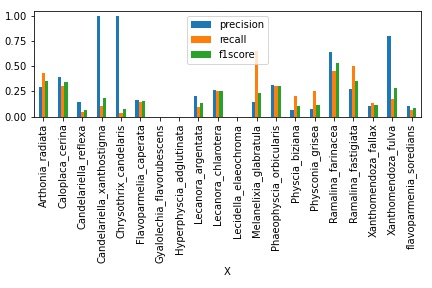 1.00
0.75
0.50
0.25
0.00
precision
recall
f1score
Arthonia_radiata
Caloplaca_cerina
Candelariella_reflexa
Candelariella_xanthostigma
Chrysothrix_candelaris
Flavoparmelia_caperata
Gyalolechia_flavorubescens
Hyperphyscia_adglutinata
Lecanora_argentata
Lecanora_chlarotera
Lecidella_elaeochroma
Melanelixia_glabratula
Phaeophyscia_orbicularis
Physcia_biziana
Physconia_grisea
Ramalina_farinacea
Ramalina_fastigiata
Xanthomendoza_fallax
Xanthomendoza_fulva
flavoparmenia_soredians
X